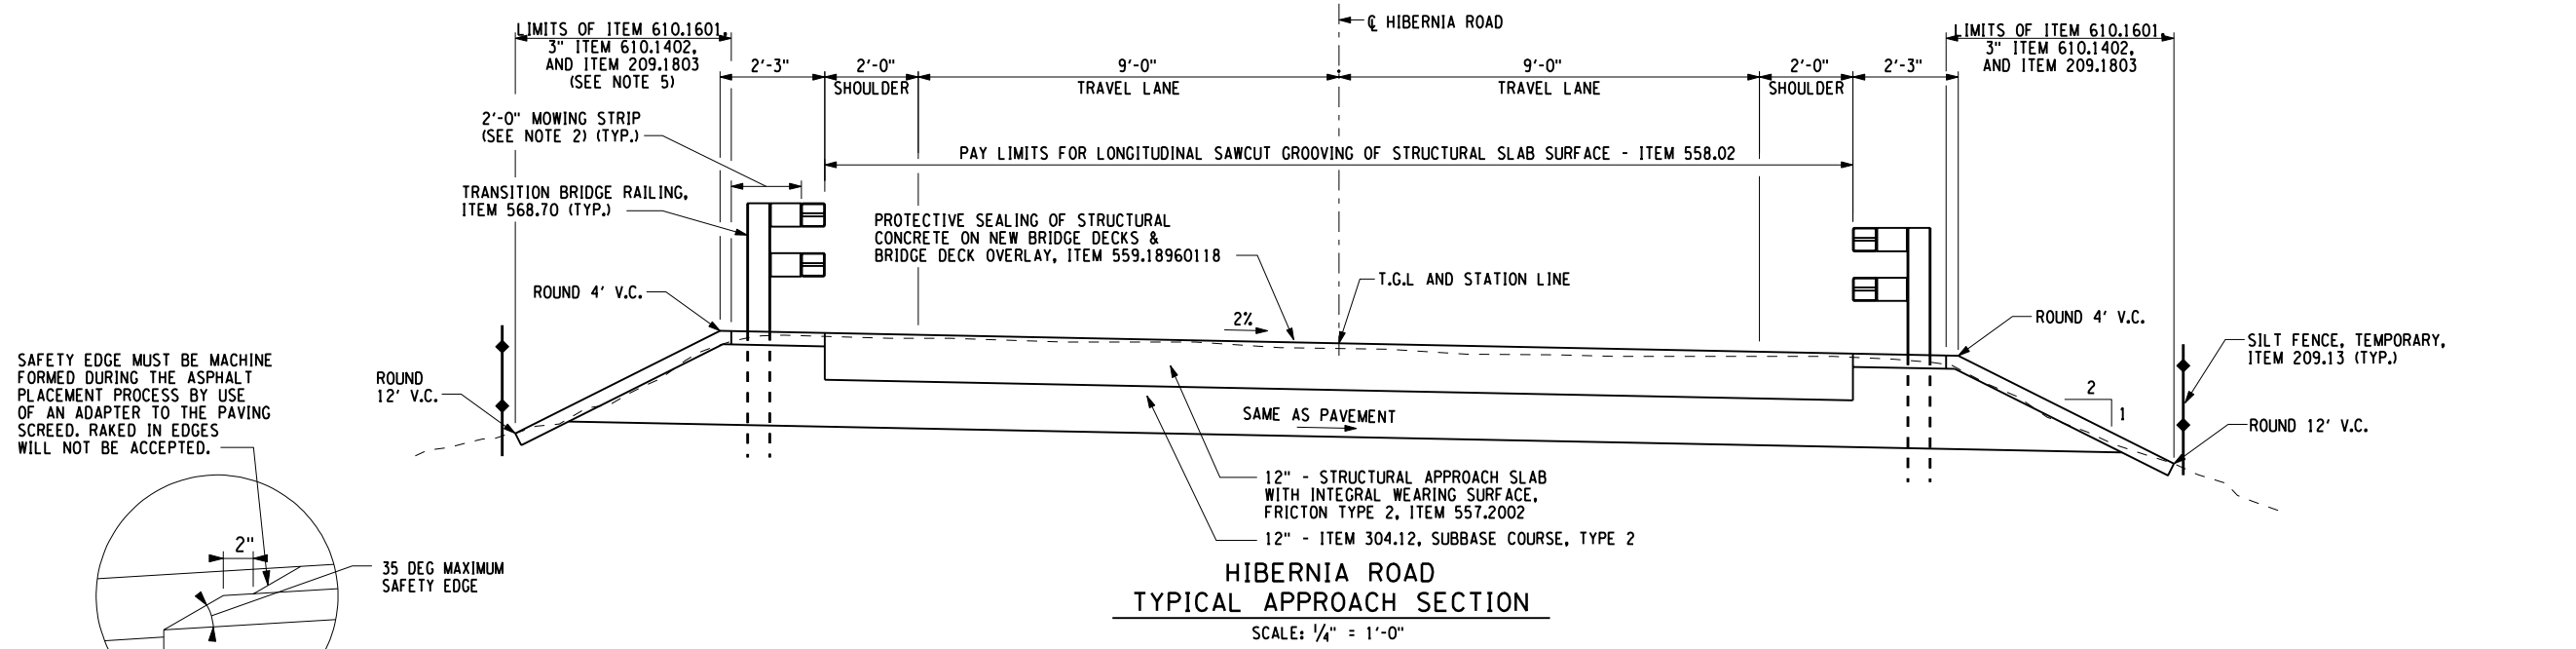 LIMITS OF ITEM 610.1601,
3" ITEM 610.1402,
AND ITEM 209.1803
(SEE NOTE 5)
2'-3"
2'-0"
SHOULDER
9'-0"
TRAVEL LANE
℄ HIBERNIA ROAD
9'-0"
TRAVEL LANE
2'-0"
SHOULDER
2'-3"
LIMITS OF ITEM 610.1601,
3" ITEM 610.1402,
AND ITEM 209.1803
2'-0" MOWING STRIP
(SEE NOTE 2) (TYP.)
PAY LIMITS FOR LONGITUDINAL SAWCUT GROOVING OF STRUCTURAL SLAB SURFACE - ITEM 558.02
TRANSITION BRIDGE RAILING,
ITEM 568.70 (TYP.)
PROTECTIVE SEALING OF STRUCTURAL
CONCRETE ON NEW BRIDGE DECKS &
BRIDGE DECK OVERLAY, ITEM 559.18960118
T.G.L AND STATION LINE
ROUND 4' V.C.
2%
ROUND 4' V.C.
SILT FENCE, TEMPORARY,
ITEM 209.13 (TYP.)
SAFETY EDGE MUST BE MACHINE
FORMED DURING THE ASPHALT
PLACEMENT PROCESS BY USE
OF AN ADAPTER TO THE PAVING
SCREED. RAKED IN EDGES
WILL NOT BE ACCEPTED.
ROUND
12' V.C.
SAME AS PAVEMENT
2
1
ROUND 12' V.C.
12" - STRUCTURAL APPROACH SLAB
WITH INTEGRAL WEARING SURFACE,
FRICTON TYPE 2, ITEM 557.2002
12" - ITEM 304.12, SUBBASE COURSE, TYPE 2
2"
35 DEG MAXIMUM
SAFETY EDGE
HIBERNIA ROAD
TYPICAL APPROACH SECTION
SCALE: 1/4" = 1'-0"